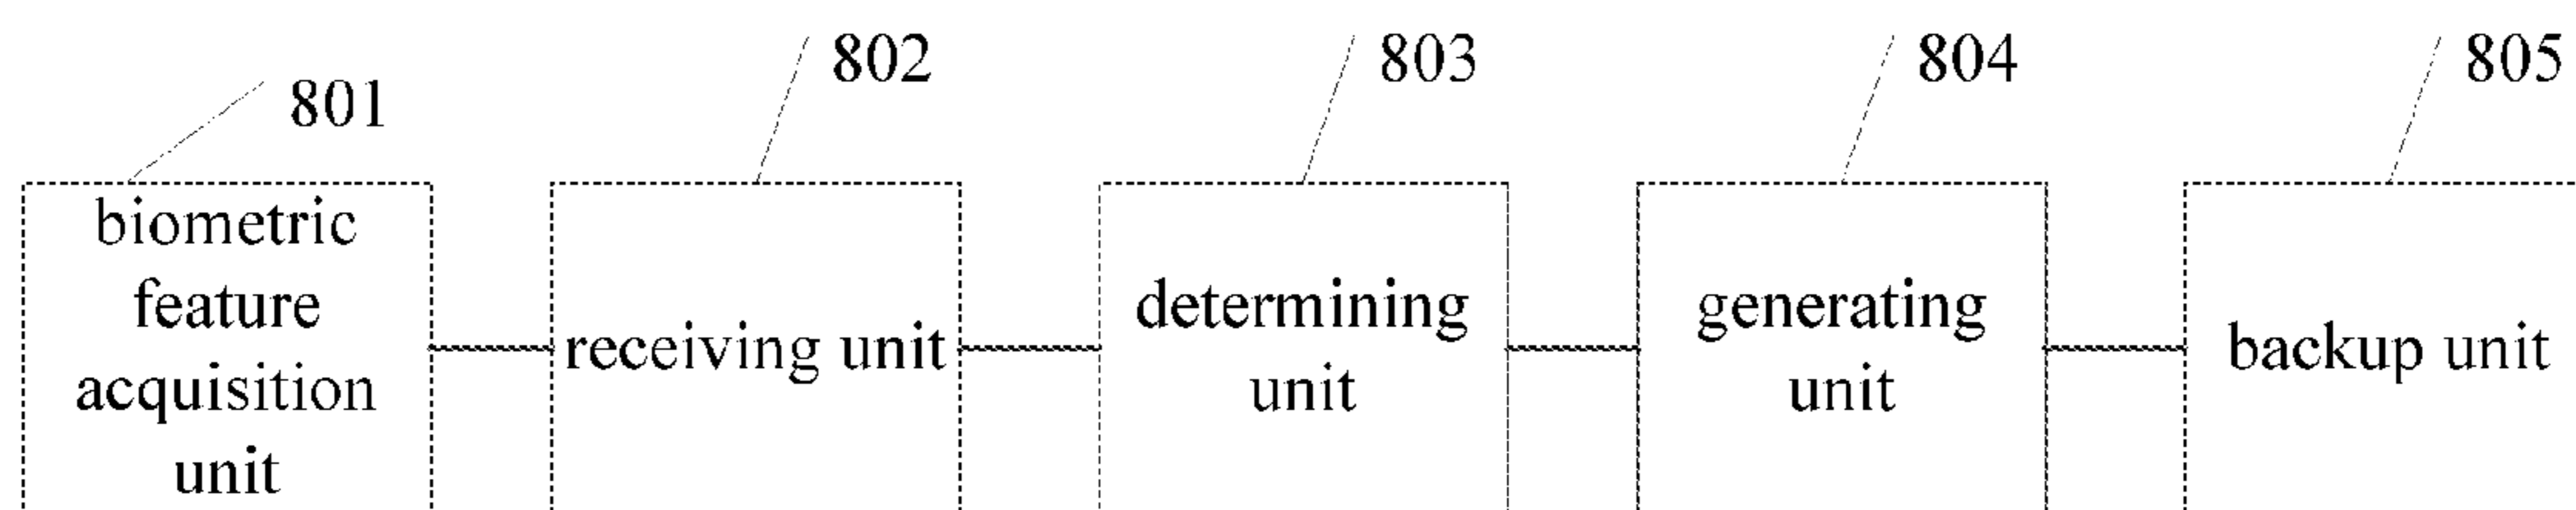 801
802
803
804
805
biometric
feature
acquisition
unit
receiving unit
determining
unit
generating
unit
backup unit